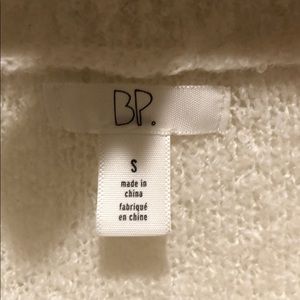 BP.
S
made in
china
fabriqué
en chine